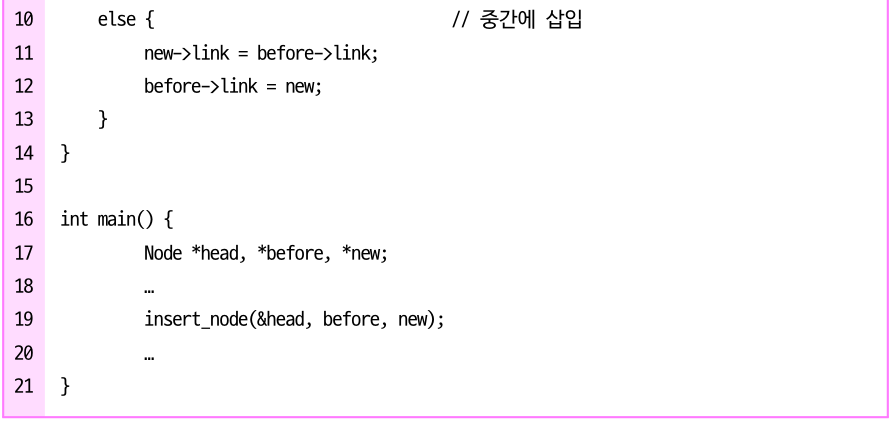 10 else { // 중간에 삽입
11 new->link = before->link;
12 before->link = new;
13 }
14 }
15
16 int main() {
17 Node *head, *before, *new;
18 …
19 insert_node(&head, before, new);
20 …
21 }